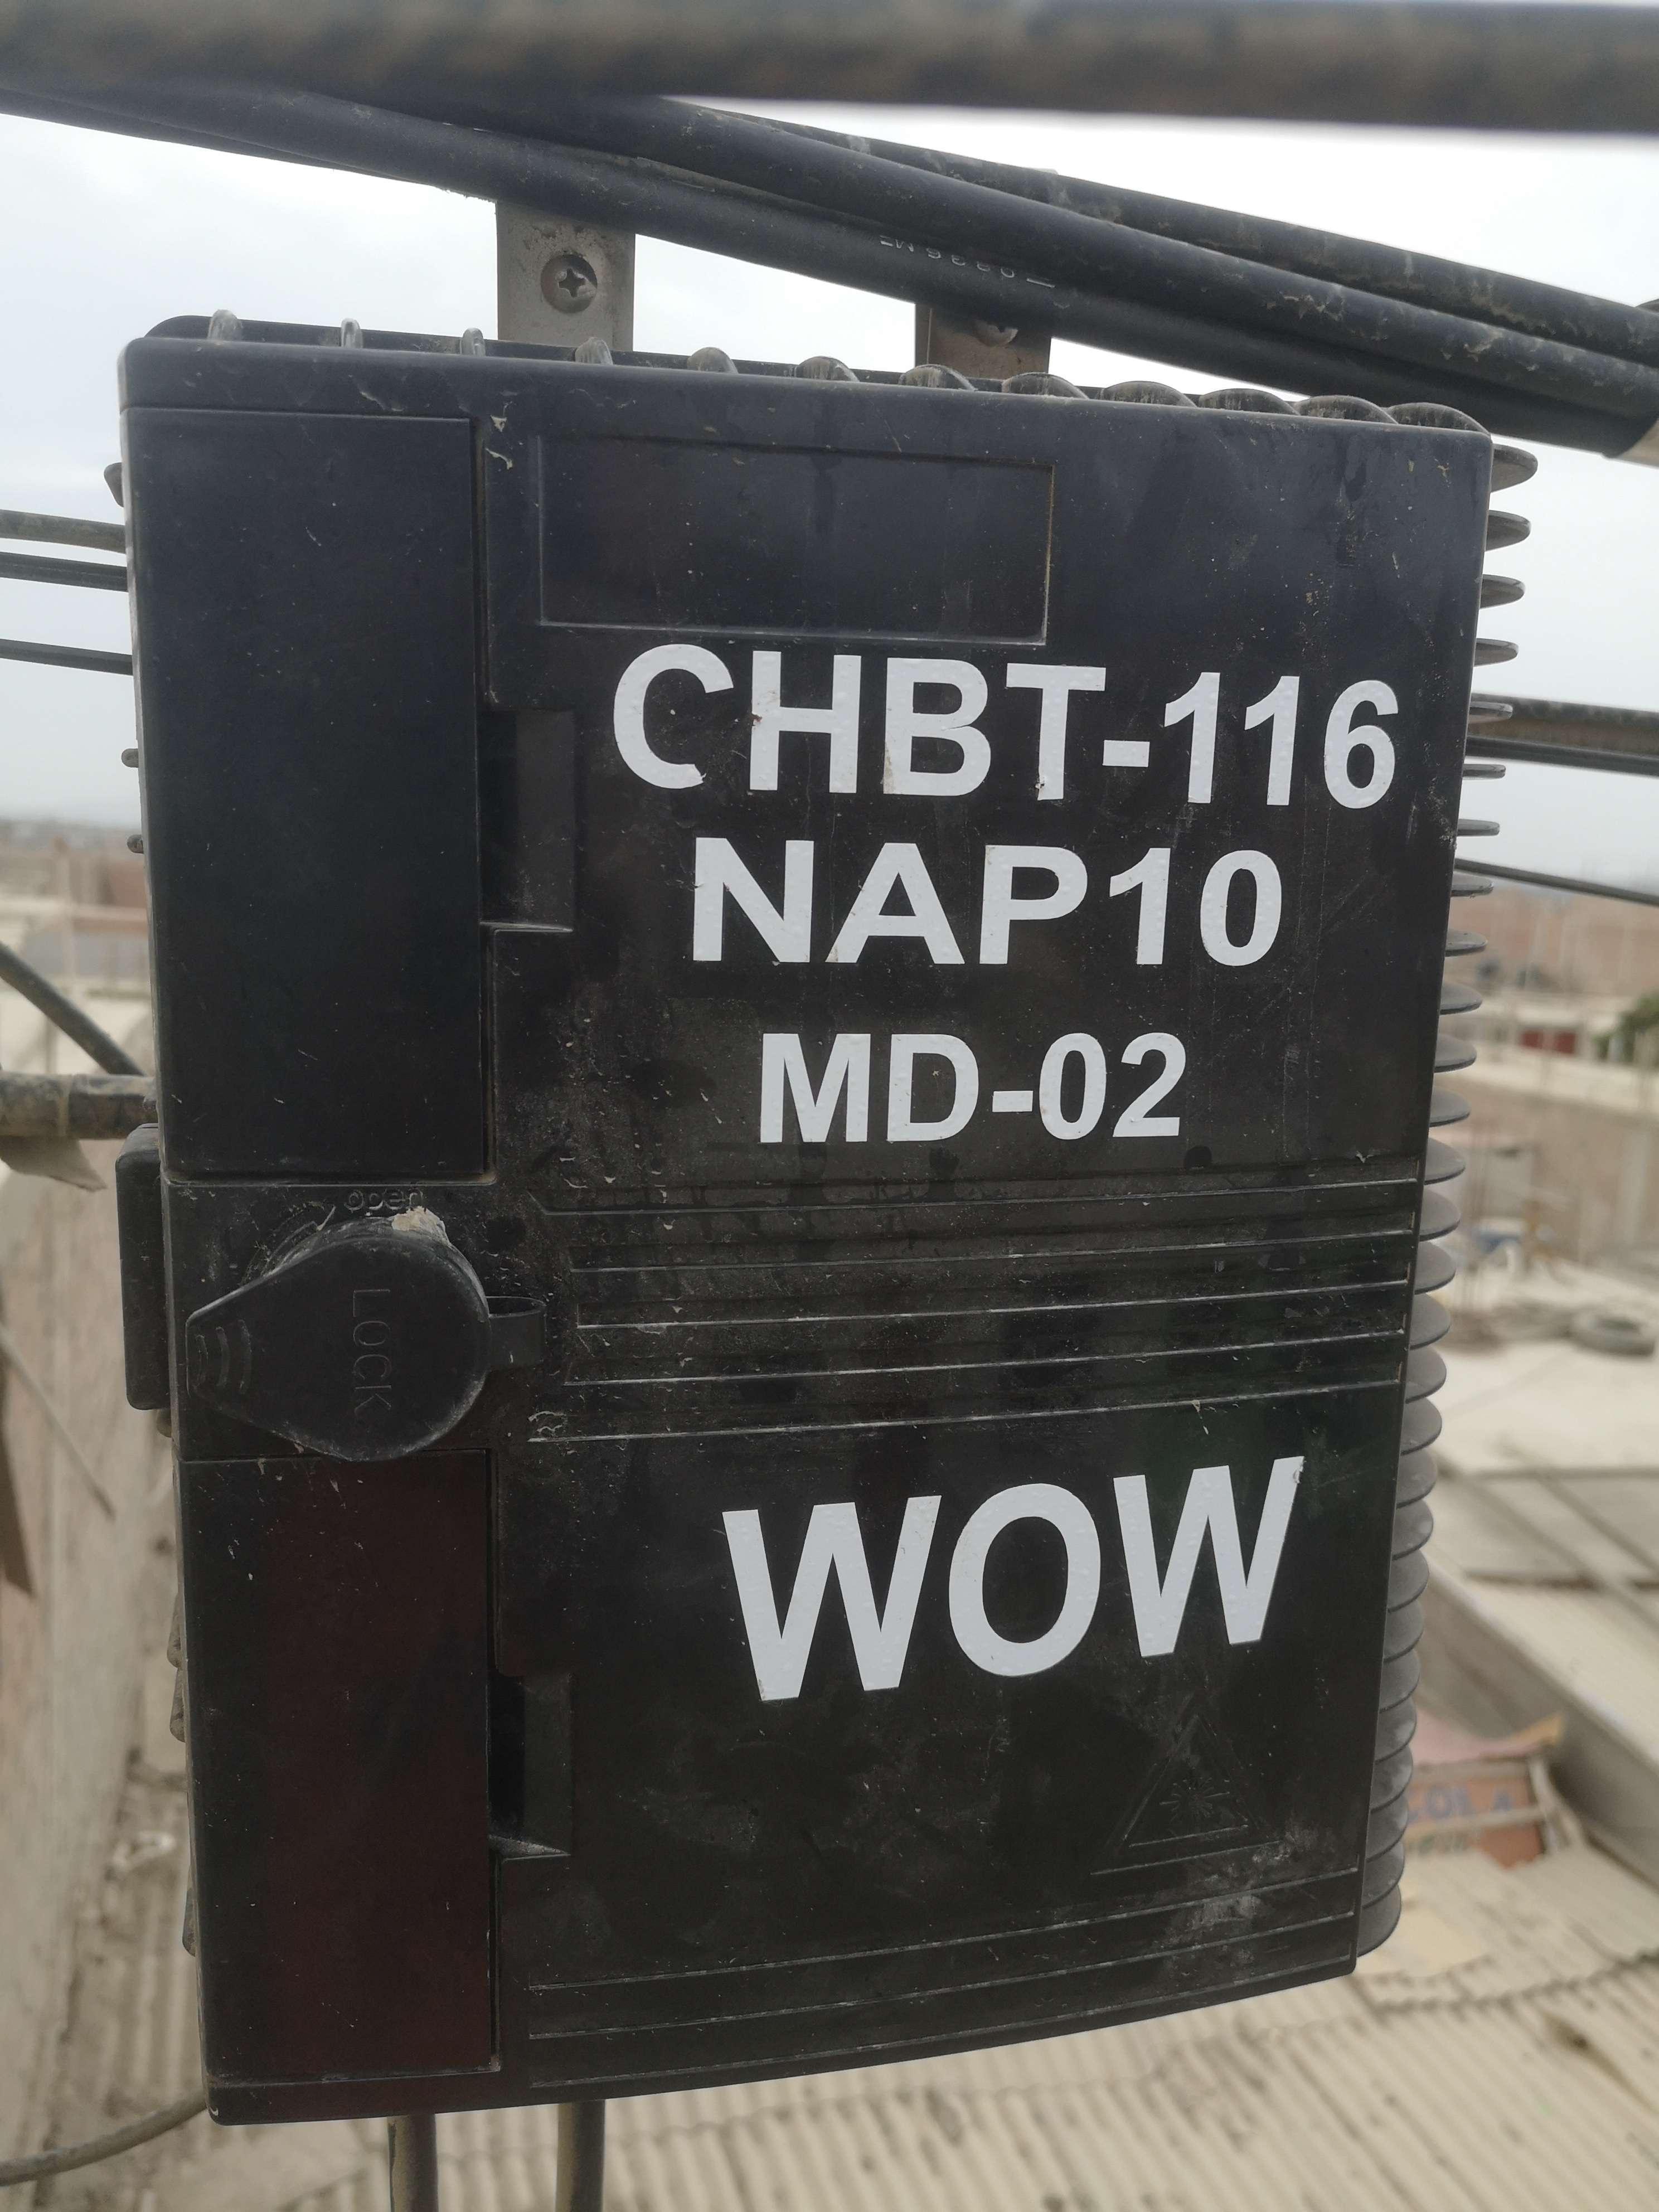 CHBT-116
NAP10
MD-02
open
LOCK
WOW